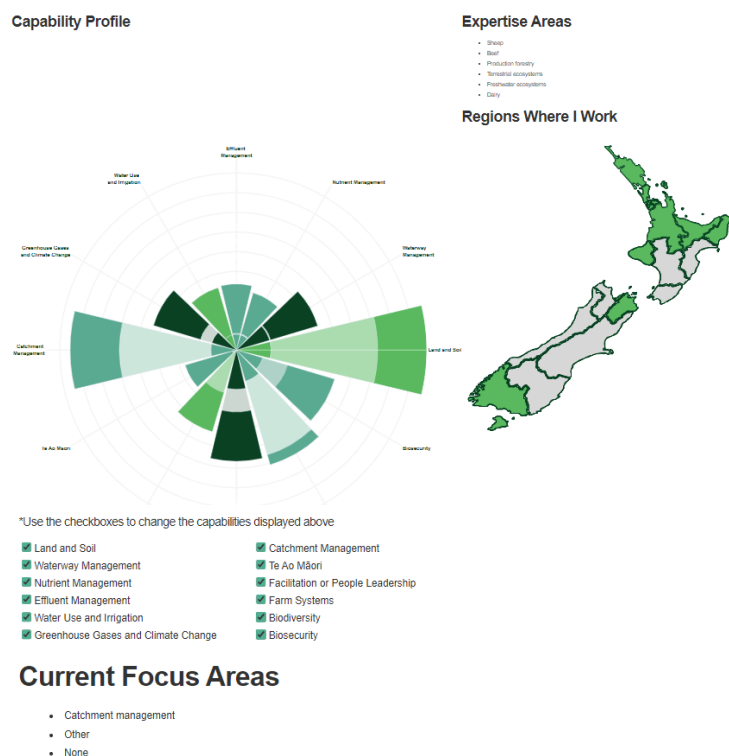 Capability Profile
Expertise Areas
Sheep
Beef
Production forestry
Terrestrial ecosystems
Freshwater ecosystems
Dairy
Regions Where I Work
Effluent
Management
Water Use
and Irrigation
Nutrient Management
Greenhouse Gases
and Climate Change
Waterway
Management
Catchment
Management
Land and Soil
Te Ao Maori
Biosecurity
*Use the checkboxes to change the capabilities displayed above
Land and Soil
Waterway Management
Nutrient Management
Effluent Management
Water Use and Irrigation
Greenhouse Gases and Climate Change
Catchment Management
Te Ao Māori
Facilitation or People Leadership
Farm Systems
Biodiversity
Biosecurity
Current Focus Areas
Catchment management
Other
None